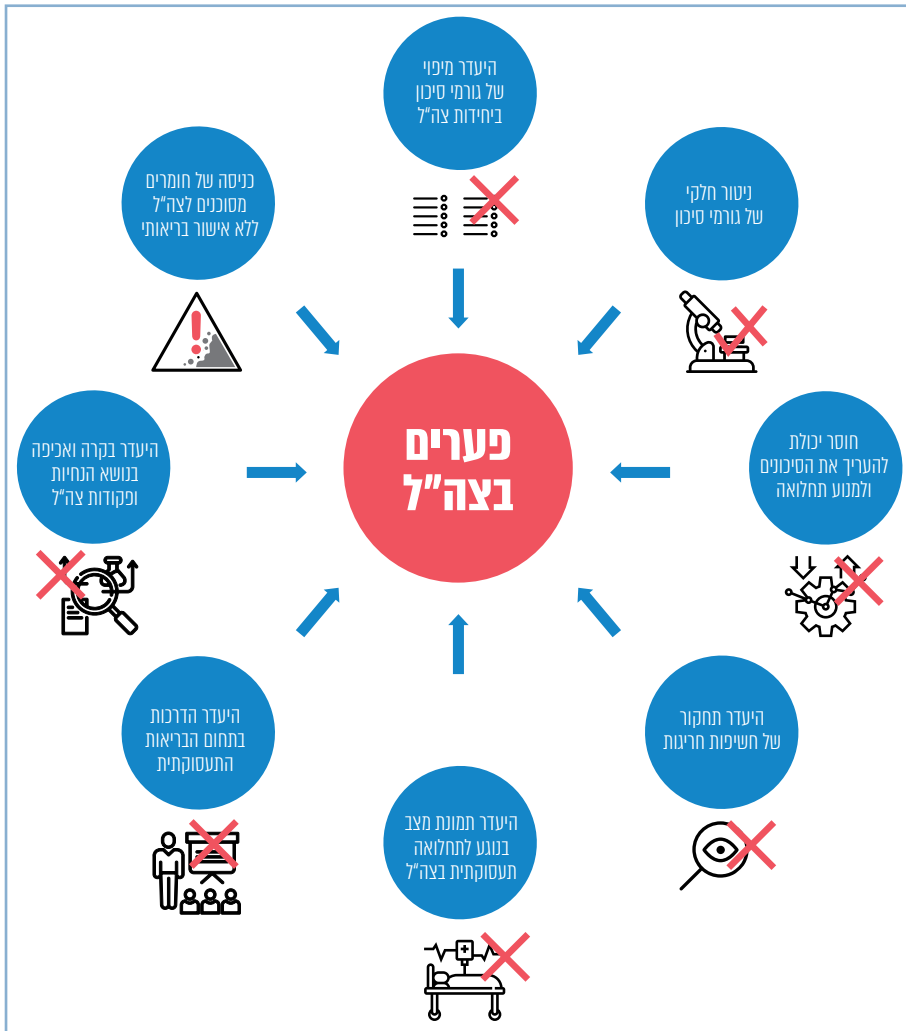 היעדר מיפוי
של גורמי סיכון
ביחידות צה"ל
ניטור חלקי
של גורמי סיכון
כניסה של חומרים
מסוכנים לצה"ל
ללא אישור בריאותי
פערים
בצה"ל
חוסר יכולת
להעריך את הסיכונים
ולמנוע תחלואה
היעדר בקרה ואכיפה
בנושא הנחיות
ופקודות צה"ל
היעדר תחקור
של חשיפות חריגות
היעדר הדרכות
בתחום הבריאות
התעסוקתית
היעדר תמונת מצב
בנוגע לתחלואה
תעסוקתית בצה"ל